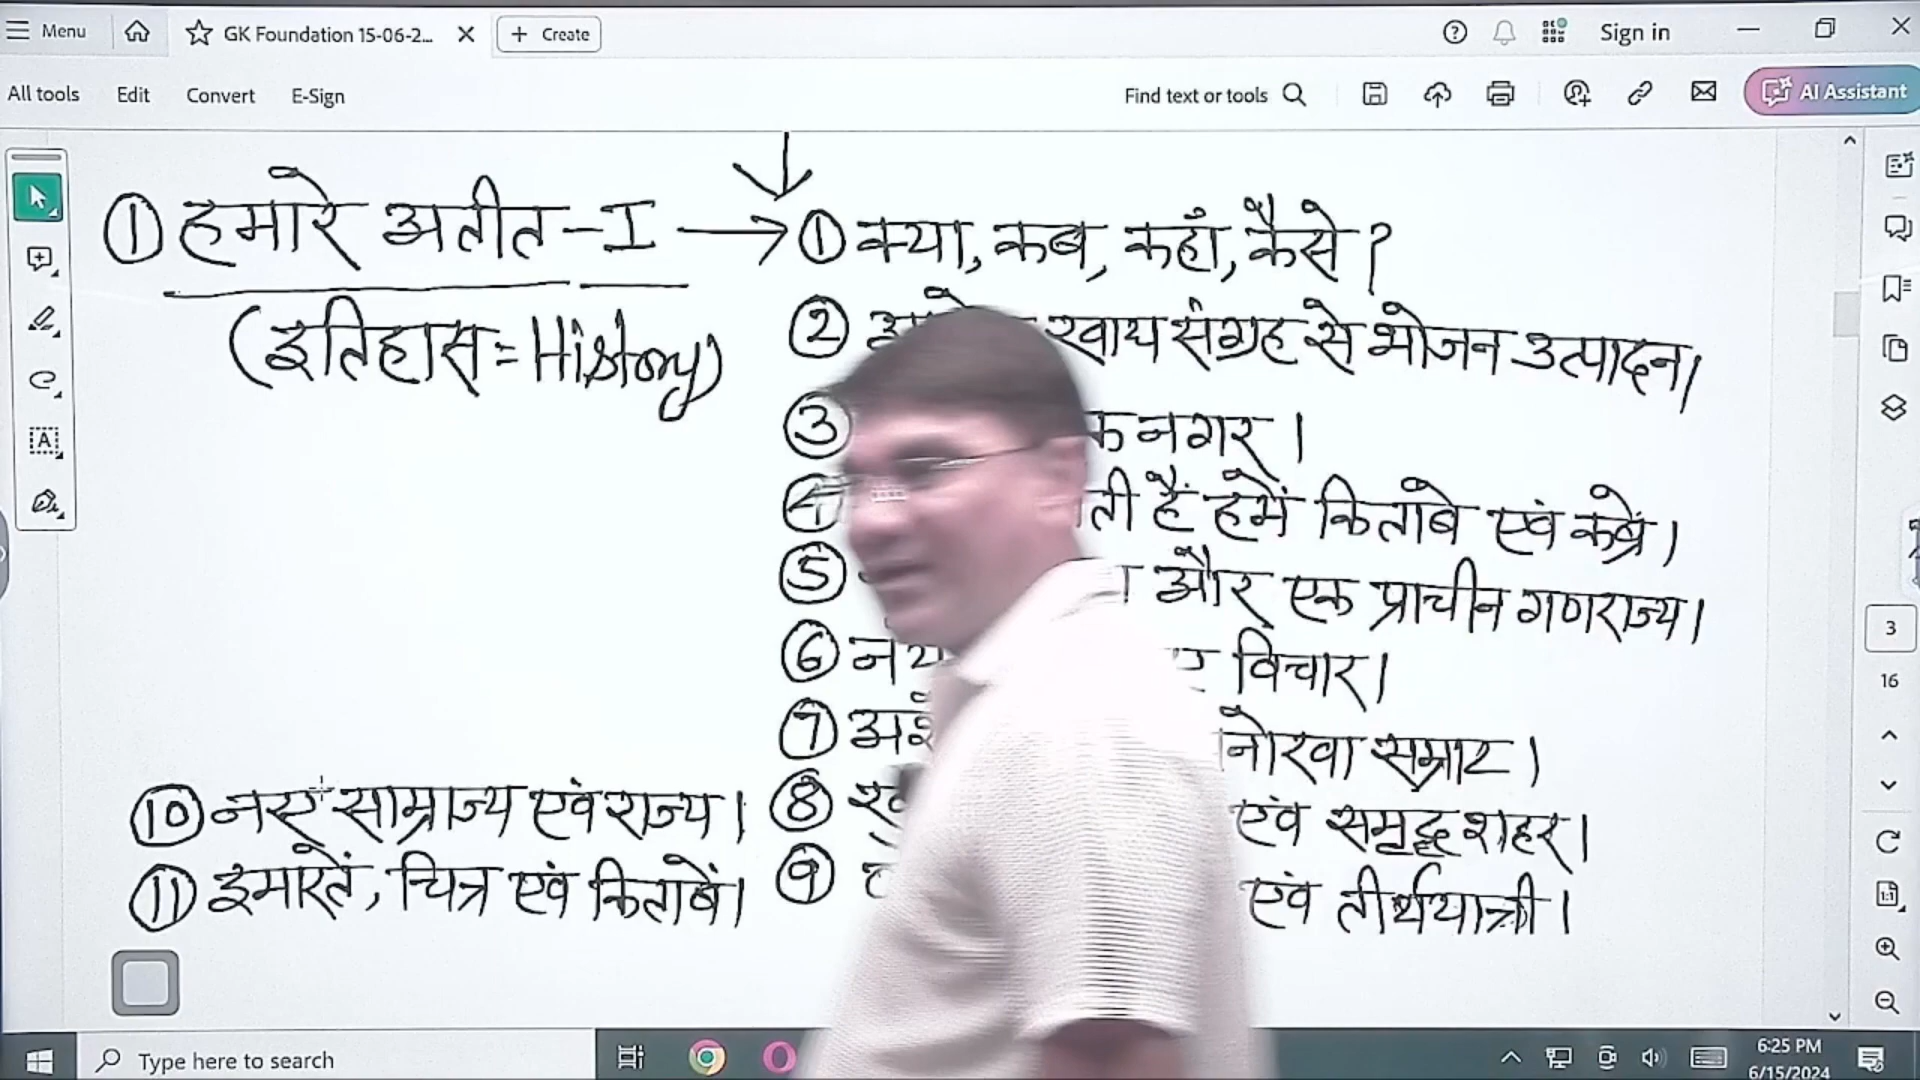 Menu GK Foundation 15-06-2... Create Sign in
All tools Edit Convert E-Sign Find text or tools AI Assistant
① हमारे अतीत-I → ① क्या, कब, कहाँ, कैसे?
(इतिहास = History)
② खाद्य संग्रह से भोजन उत्पादन।
③ नगर।
④ हैं हमें किताबें एवं कब्रें।
⑤ और एक प्राचीन गणराज्य।
⑥ विचार।
⑦ सम्राट।
⑧ एवं समृद्ध शहर।
⑨ एवं तीर्थयात्री।
⑩ नए साम्राज्य एवं राज्य।
⑪ इमारतें, चित्र एवं किताबें।
3
16
Type here to search
6:25 PM
6/15/2024